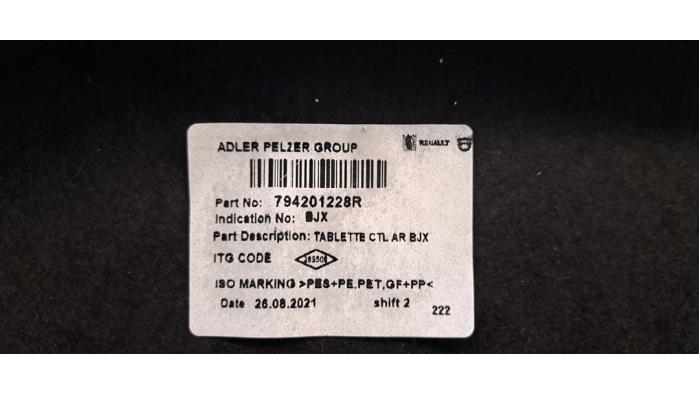 ADLER PELZER GROUP
RENAULT
Part No: 794201228R
Indication No: BJX
Part Description: TABLETTE CTL AR BJX
ITG CODE
ISO MARKING >PES+PE,PET,GF+PP<
Date 26.08.2021 shift 2 222